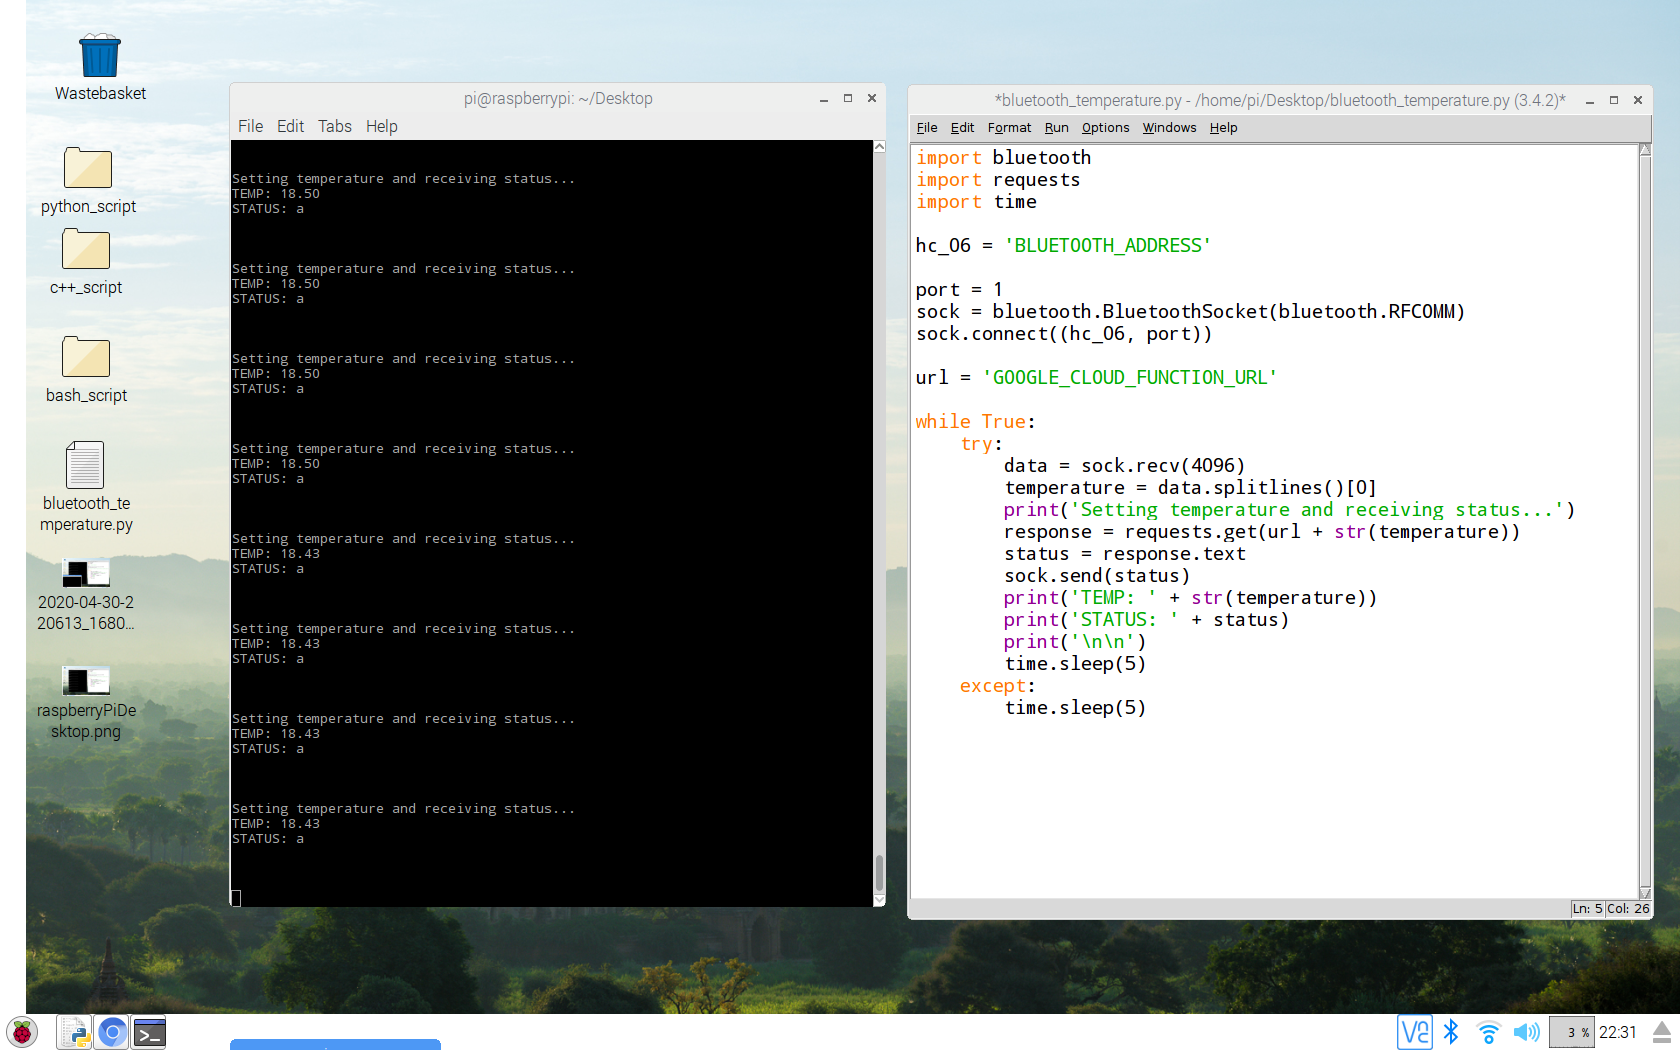 Wastebasket
python_script
c++_script
bash_script
bluetooth_te
mperature.py
2020-04-30-2
20613_1680...
raspberryPiDe
sktop.png
pi@raspberrypi: ~/Desktop
File Edit Tabs Help
Setting temperature and receiving status...
TEMP: 18.50
STATUS: a
Setting temperature and receiving status...
TEMP: 18.50
STATUS: a
Setting temperature and receiving status...
TEMP: 18.50
STATUS: a
Setting temperature and receiving status...
TEMP: 18.50
STATUS: a
Setting temperature and receiving status...
TEMP: 18.43
STATUS: a
Setting temperature and receiving status...
TEMP: 18.43
STATUS: a
Setting temperature and receiving status...
TEMP: 18.43
STATUS: a
Setting temperature and receiving status...
TEMP: 18.43
STATUS: a
*bluetooth_temperature.py - /home/pi/Desktop/bluetooth_temperature.py (3.4.2)*
File Edit Format Run Options Windows Help
import bluetooth
import requests
import time
hc_06 = 'BLUETOOTH_ADDRESS'
port = 1
sock = bluetooth.BluetoothSocket(bluetooth.RFCOMM)
sock.connect((hc_06, port))
url = 'GOOGLE_CLOUD_FUNCTION_URL'
while True:
    try:
        data = sock.recv(4096)
        temperature = data.splitlines()[0]
        print('Setting temperature and receiving status...')
        response = requests.get(url + str(temperature))
        status = response.text
        sock.send(status)
        print('TEMP: ' + str(temperature))
        print('STATUS: ' + status)
        print('\n\n')
        time.sleep(5)
    except:
        time.sleep(5)
Ln: 5 Col: 26
3 % 22:31